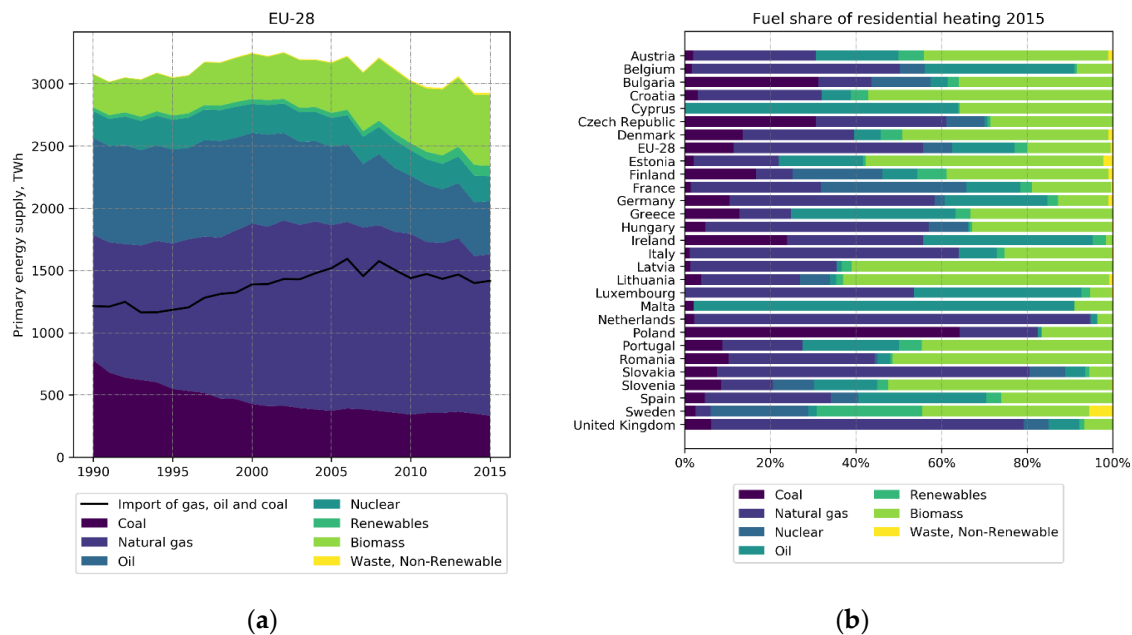 EU-28
Primary energy supply, TWh
3000
2500
2000
1500
1000
500
0
1990
1995
2000
2005
2010
2015
Import of gas, oil and coal
Coal
Natural gas
Oil
Nuclear
Renewables
Biomass
Waste, Non-Renewable
(a)
Fuel share of residential heating 2015
Austria
Belgium
Bulgaria
Croatia
Cyprus
Czech Republic
Denmark
EU-28
Estonia
Finland
France
Germany
Greece
Hungary
Ireland
Italy
Latvia
Lithuania
Luxembourg
Malta
Netherlands
Poland
Portugal
Romania
Slovakia
Slovenia
Spain
Sweden
United Kingdom
0%
20%
40%
60%
80%
100%
Coal
Natural gas
Nuclear
Oil
Renewables
Biomass
Waste, Non-Renewable
(b)